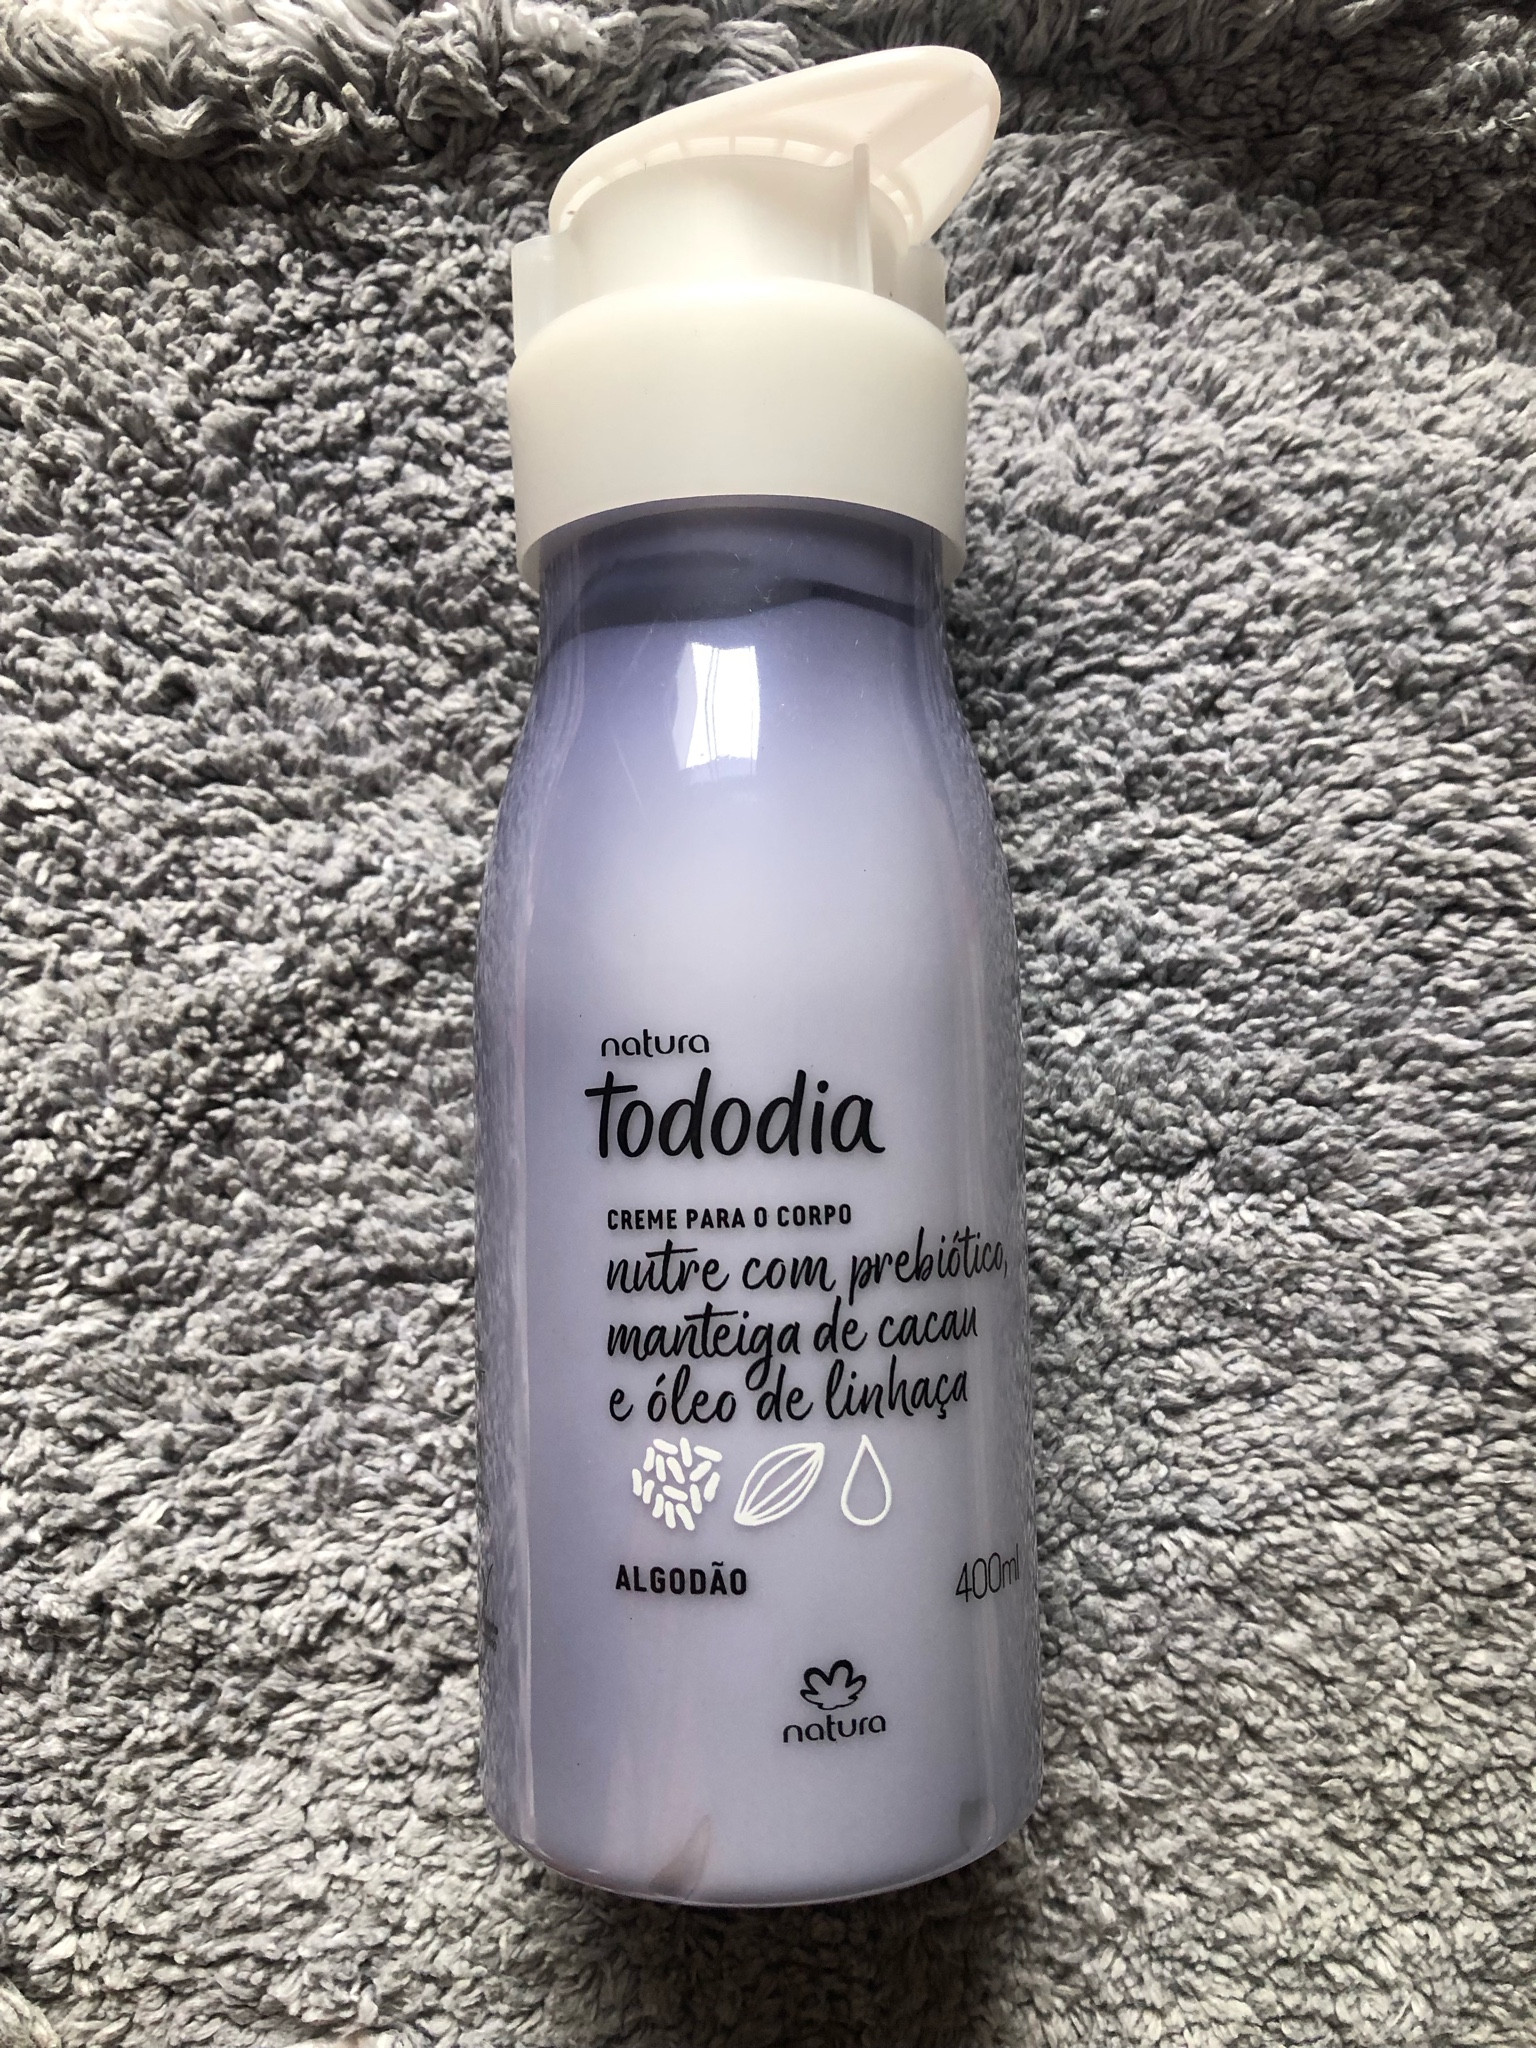 natura
tododia
CREME PARA O CORPO
nutre com prebiótico,
manteiga de cacau
e óleo de linhaça
ALGODÃO
400ml
natura